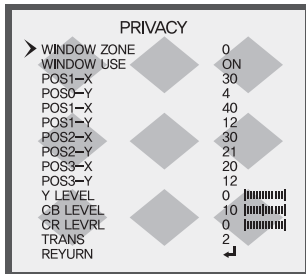 PRIVACY
WINDOW ZONE 0
WINDOW USE ON
POS1-X 30
POS0-Y 4
POS1-X 40
POS1-Y 12
POS2-X 30
POS2-Y 21
POS3-X 20
POS3-Y 12
Y LEVEL 0
CB LEVEL 10
CR LEVRL 0
TRANS 2
REYURN